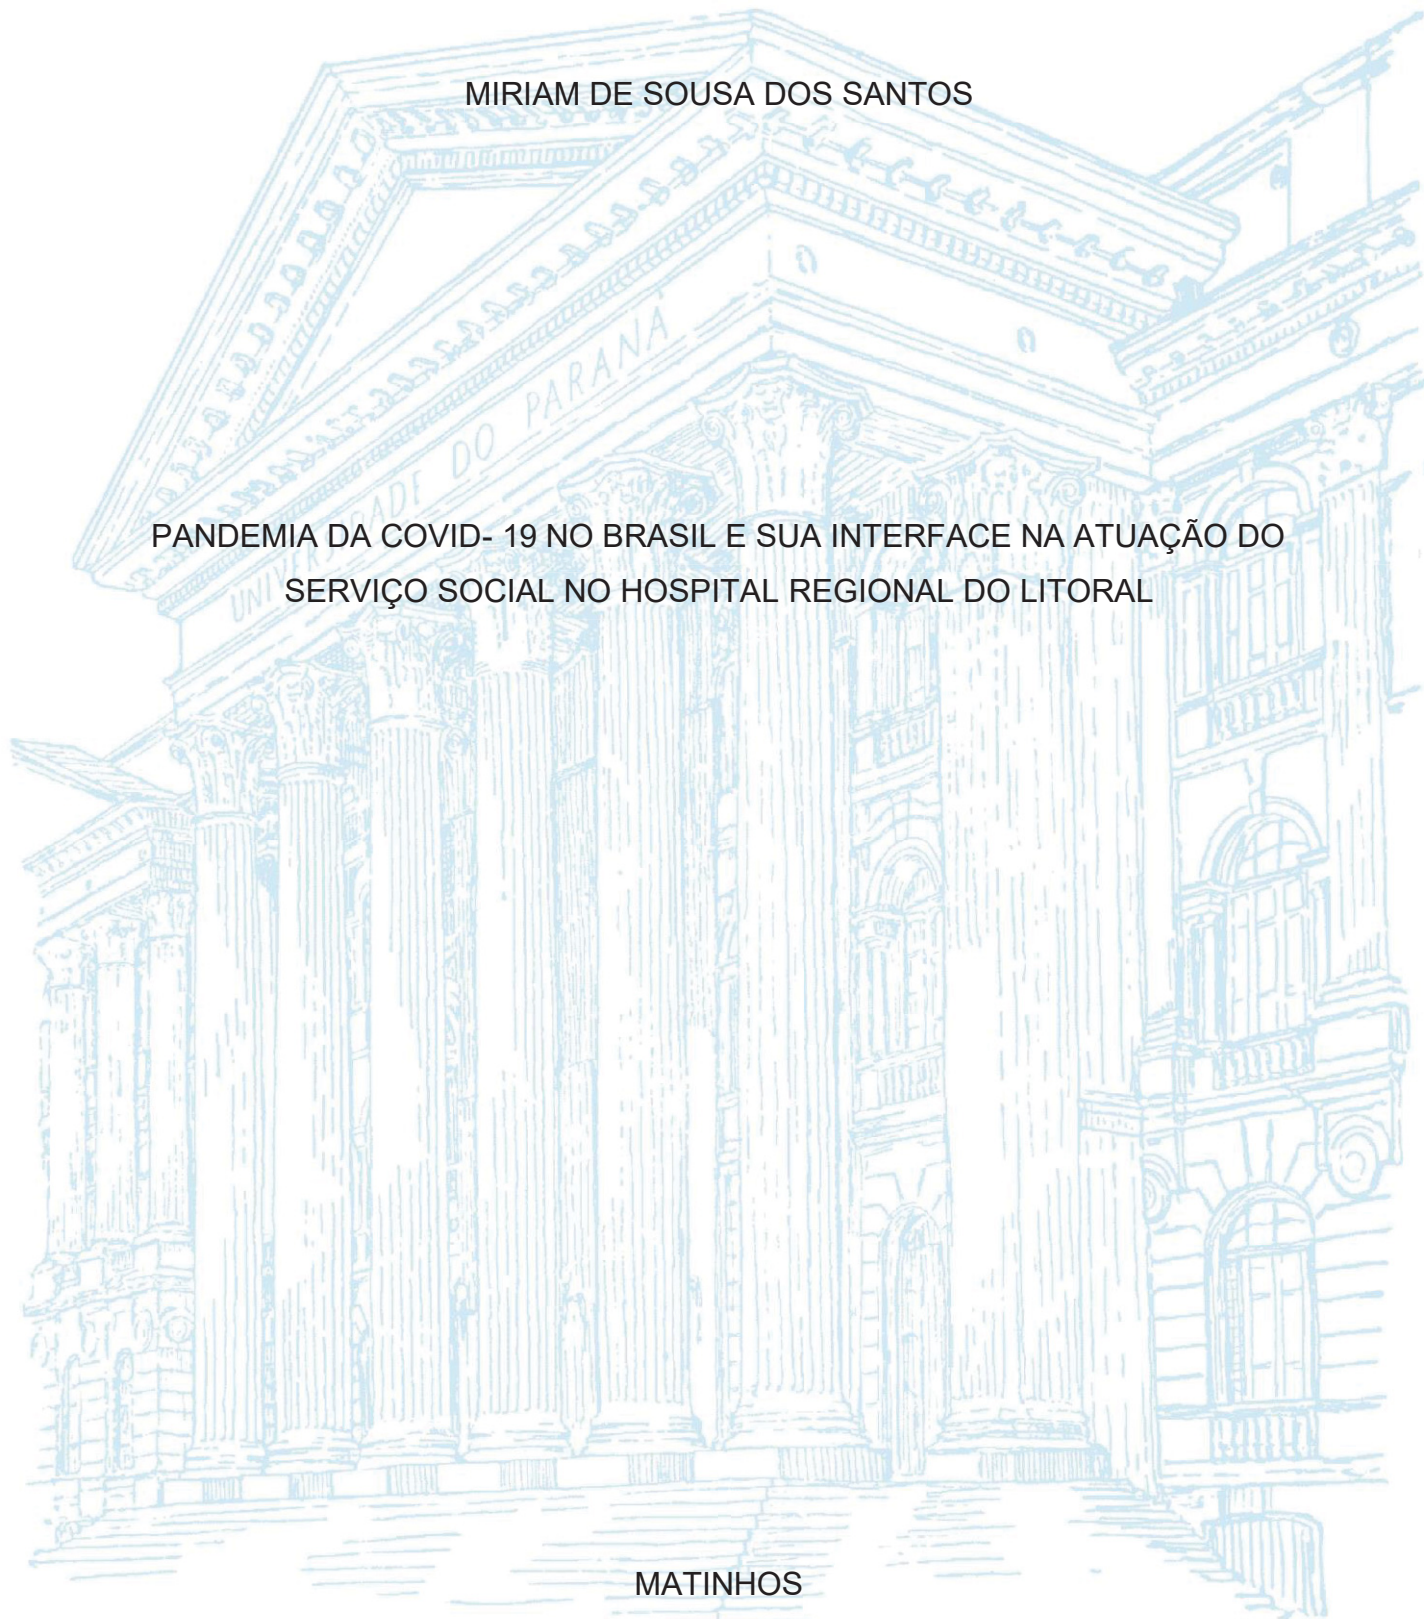 MIRIAM DE SOUSA DOS SANTOS
UNIVERSIDADE DO PARANÁ
PANDEMIA DA COVID- 19 NO BRASIL E SUA INTERFACE NA ATUAÇÃO DO
SERVIÇO SOCIAL NO HOSPITAL REGIONAL DO LITORAL
MATINHOS